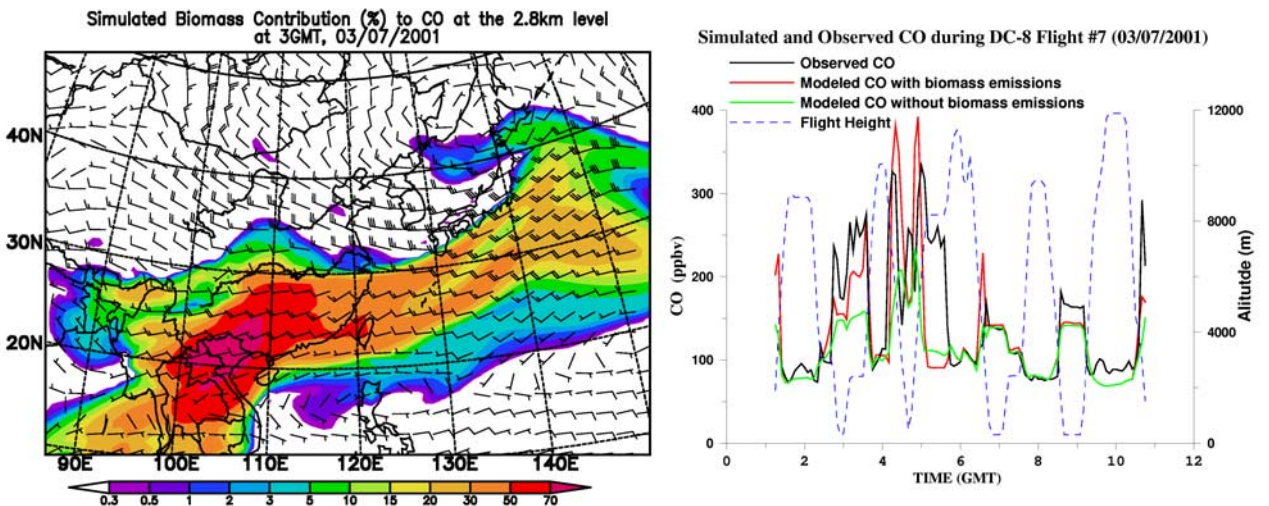 Simulated Biomass Contribution (%) to CO at the 2.8km level
at 3GMT, 03/07/2001
40N
30N
20N
90E 100E 110E 120E 130E 140E
0.3 0.5 1 2 3 5 10 15 20 30 50 70
Simulated and Observed CO during DC-8 Flight #7 (03/07/2001)
Observed CO
Modeled CO with biomass emissions
Modeled CO without biomass emissions
Flight Height
400 12000
300
8000
200
4000
100
0 0
CO (ppbv)
Alitutude (m)
0 2 4 6 8 10 12
TIME (GMT)